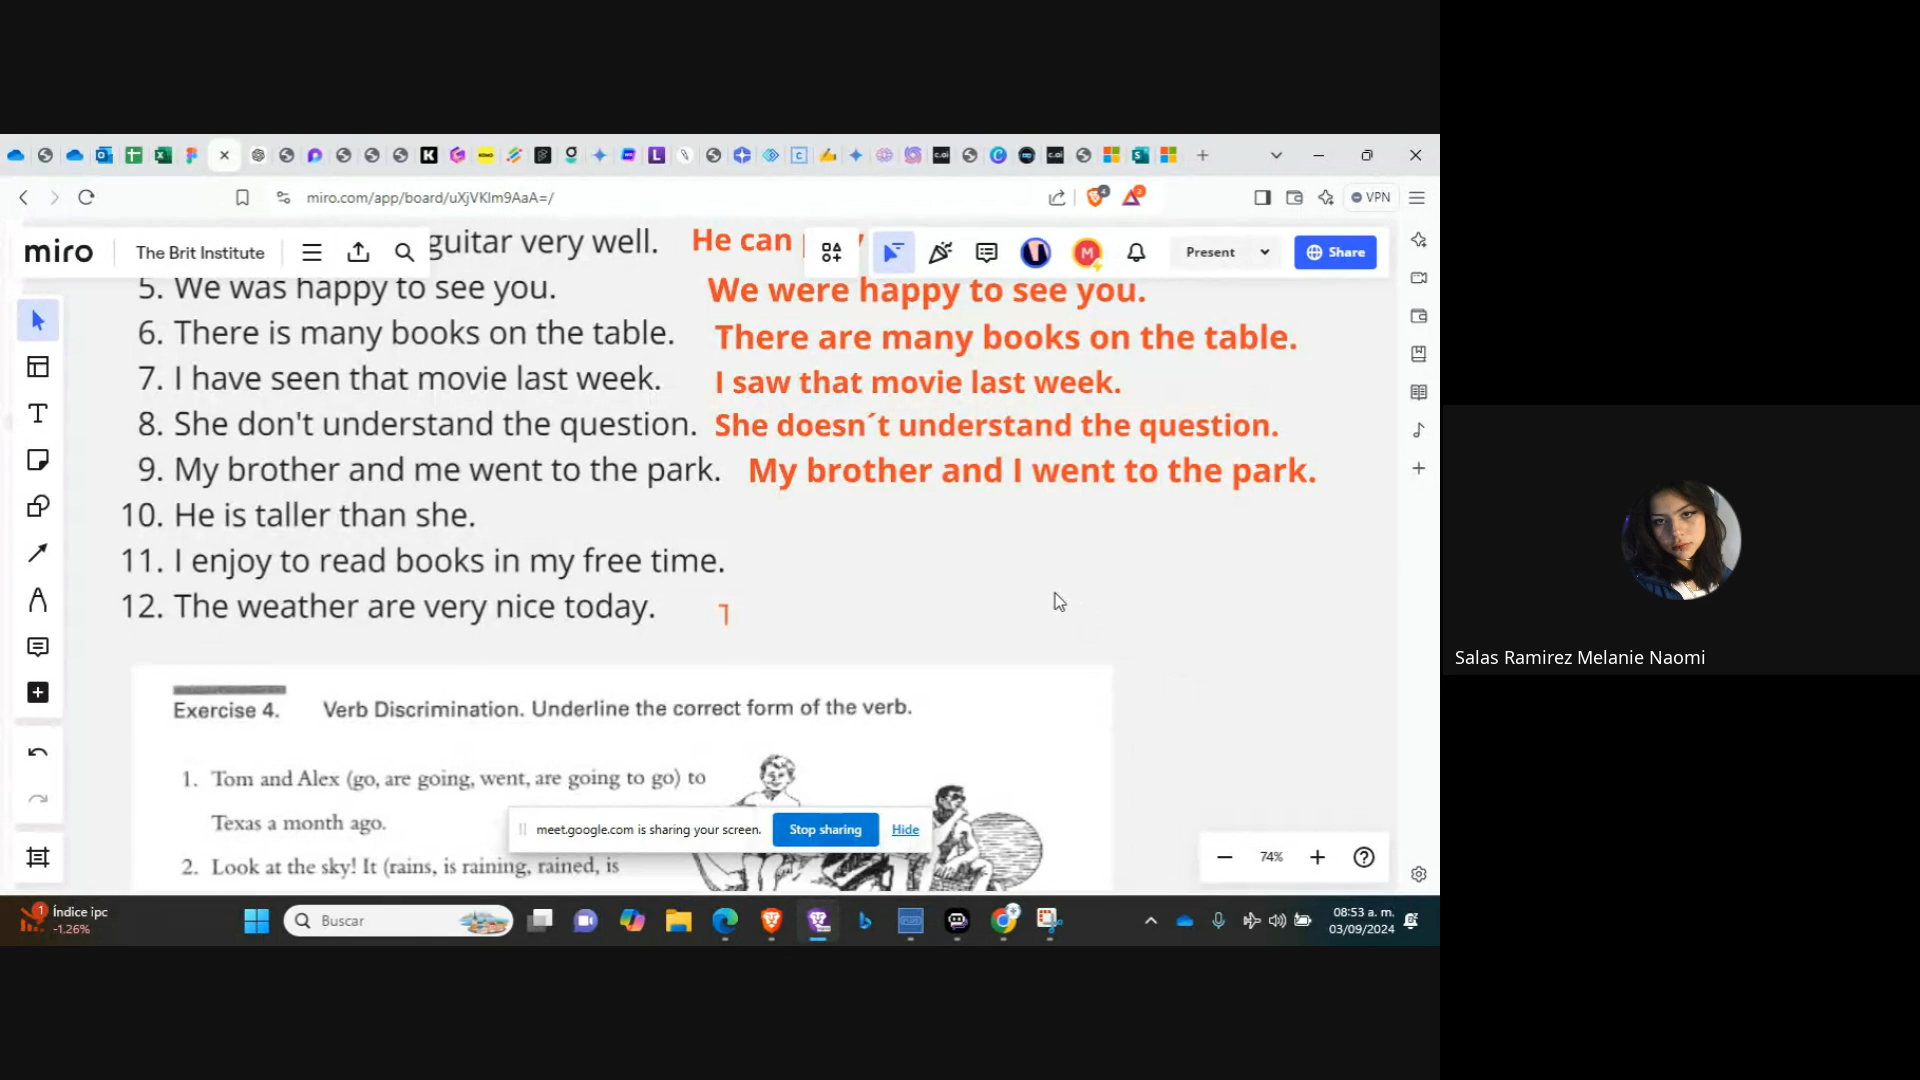 miro.com/app/board/uXjVKlm9AaA=/
VPN
miro
The Brit Institute
guitar very well.
He can
Present
Share
5. We was happy to see you.
We were happy to see you.
6. There is many books on the table.
There are many books on the table.
7. I have seen that movie last week.
I saw that movie last week.
8. She don't understand the question.
She doesn´t understand the question.
9. My brother and me went to the park.
My brother and I went to the park.
10. He is taller than she.
11. I enjoy to read books in my free time.
12. The weather are very nice today.
Exercise 4. Verb Discrimination. Underline the correct form of the verb.
1. Tom and Alex (go, are going, went, are going to go) to
Texas a month ago.
2. Look at the sky! It (rains, is raining, rained, is
meet.google.com is sharing your screen.
Stop sharing
Hide
74%
Salas Ramirez Melanie Naomi
Índice ipc
-1,26%
Buscar
08:53 a. m.
03/09/2024